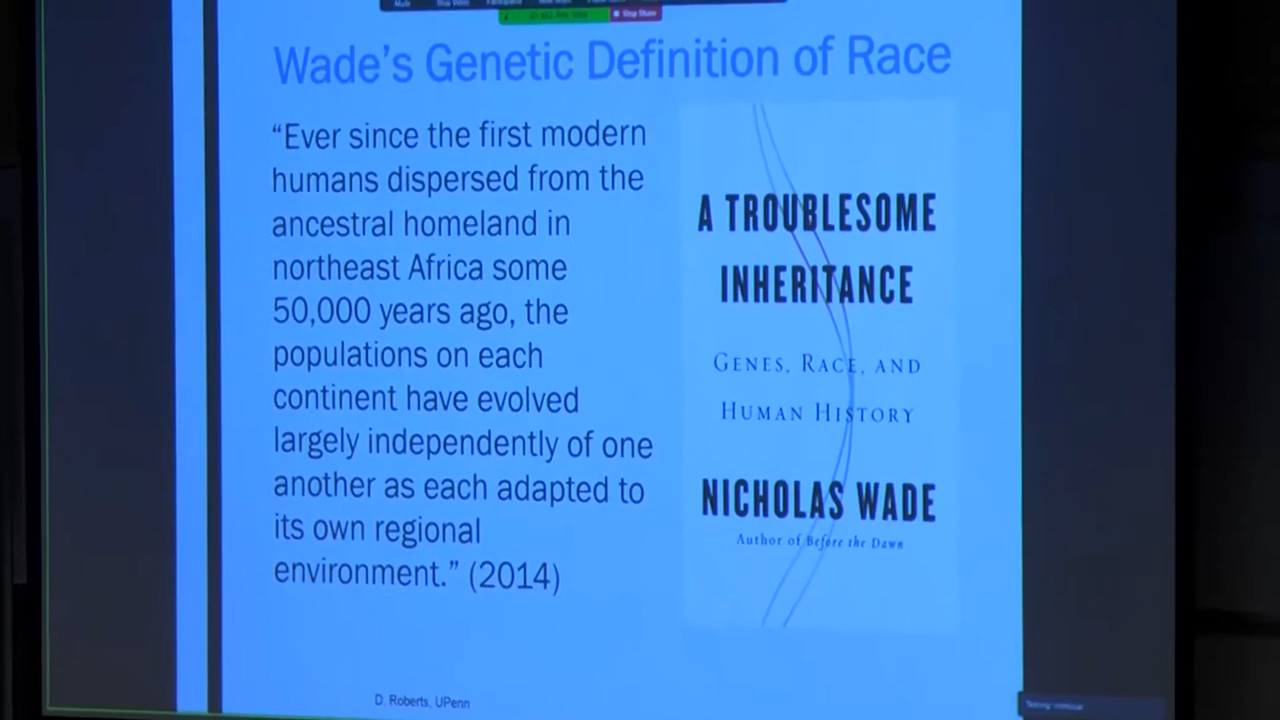 Stop Share
Wade's Genetic Definition of Race
“Ever since the first modern
humans dispersed from the
ancestral homeland in
northeast Africa some
50,000 years ago, the
populations on each
continent have evolved
largely independently of one
another as each adapted to
its own regional
environment.” (2014)
A TROUBLESOME
INHERITANCE
GENES, RACE, AND
HUMAN HISTORY
NICHOLAS WADE
Author of Before the Dawn
D. Roberts, UPenn